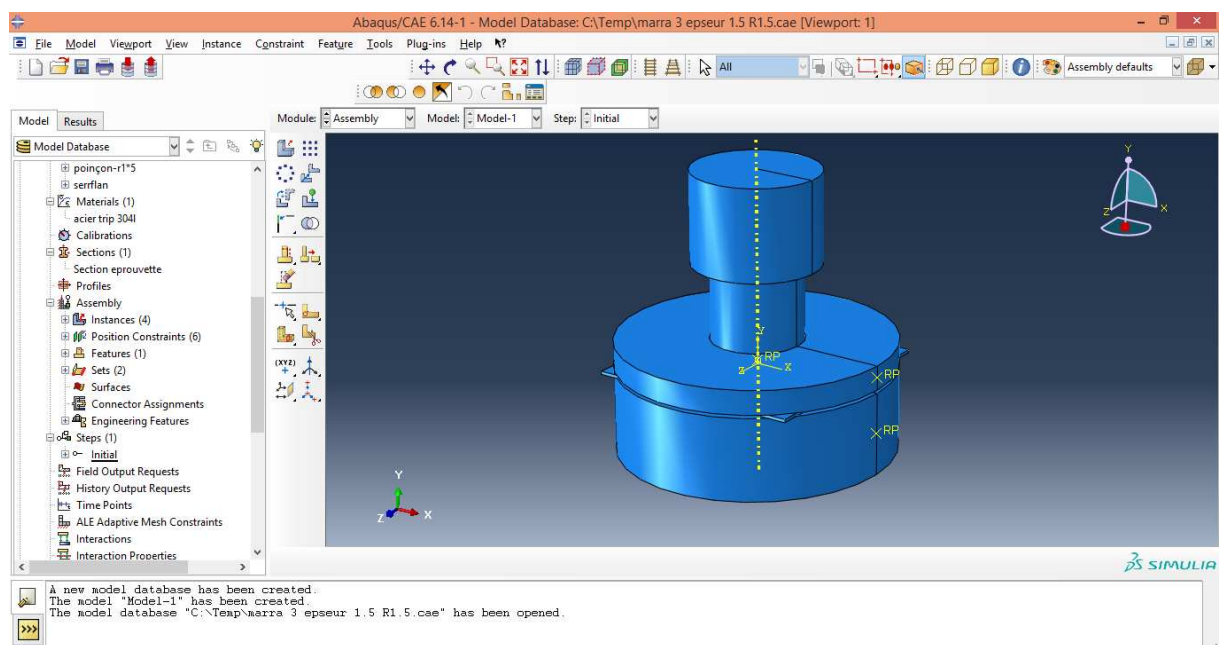 Abaqus/CAE 6.14-1 - Model Database: C:\Temp\marra 3 epseur 1.5 R1.5.cae [Viewport: 1]
File Model Viewport View Instance Constraint Feature Tools Plug-ins Help
All Assembly defaults
Model Results Module: Assembly Model: Model-1 Step: Initial
Model Database
poinçon-r1*5
serrflan
Materials (1)
acier trip 304l
Calibrations
Sections (1)
Section eprouvette
Profiles
Assembly
Instances (4)
Position Constraints (6)
Features (1)
Sets (2)
Surfaces
Connector Assignments
Engineering Features
Steps (1)
Initial
Field Output Requests
History Output Requests
Time Points
ALE Adaptive Mesh Constraints
Interactions
Interaction Properties
(XYZ)
Y
Z X
Y
RP
Z X
RP
RP
Y
Z X
SIMULIA
A new model database has been created.
The model "Model-1" has been created.
The model database "C:\Temp\marra 3 epseur 1.5 R1.5.cae" has been opened.
>>>